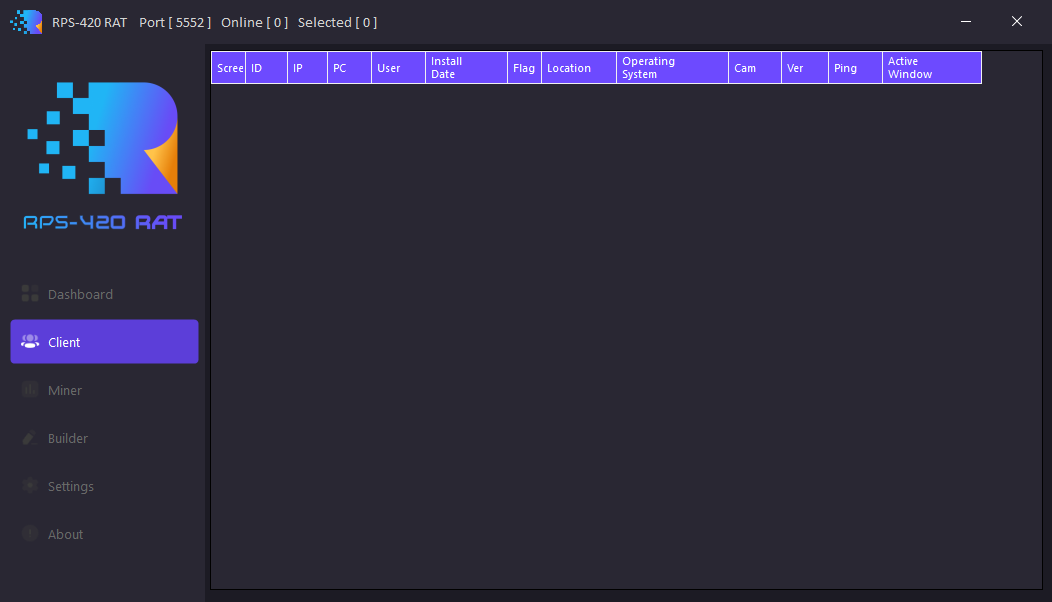 RPS-420 RAT Port [ 5552 ] Online [ 0 ] Selected [ 0 ]
Scree ID IP PC User Install Date Flag Location Operating System Cam Ver Ping Active Window
RPS-420 RAT
Dashboard
Client
Miner
Builder
Settings
About